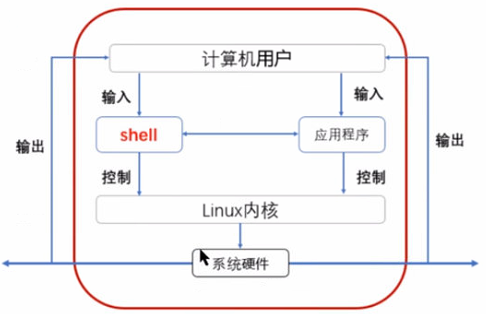 计算机用户
输入
输入
shell
应用程序
输出
输出
控制
控制
Linux内核
系统硬件